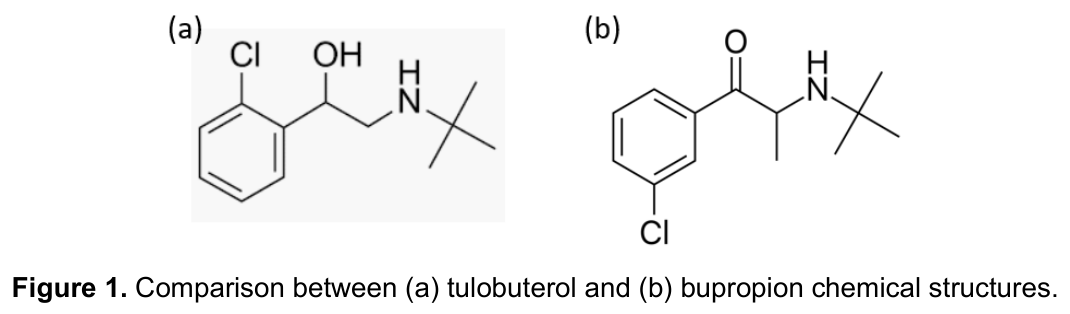 (a)
Cl
OH
H
N
(b)
O
H
N
Cl
Figure 1. Comparison between (a) tulobuterol and (b) bupropion chemical structures.